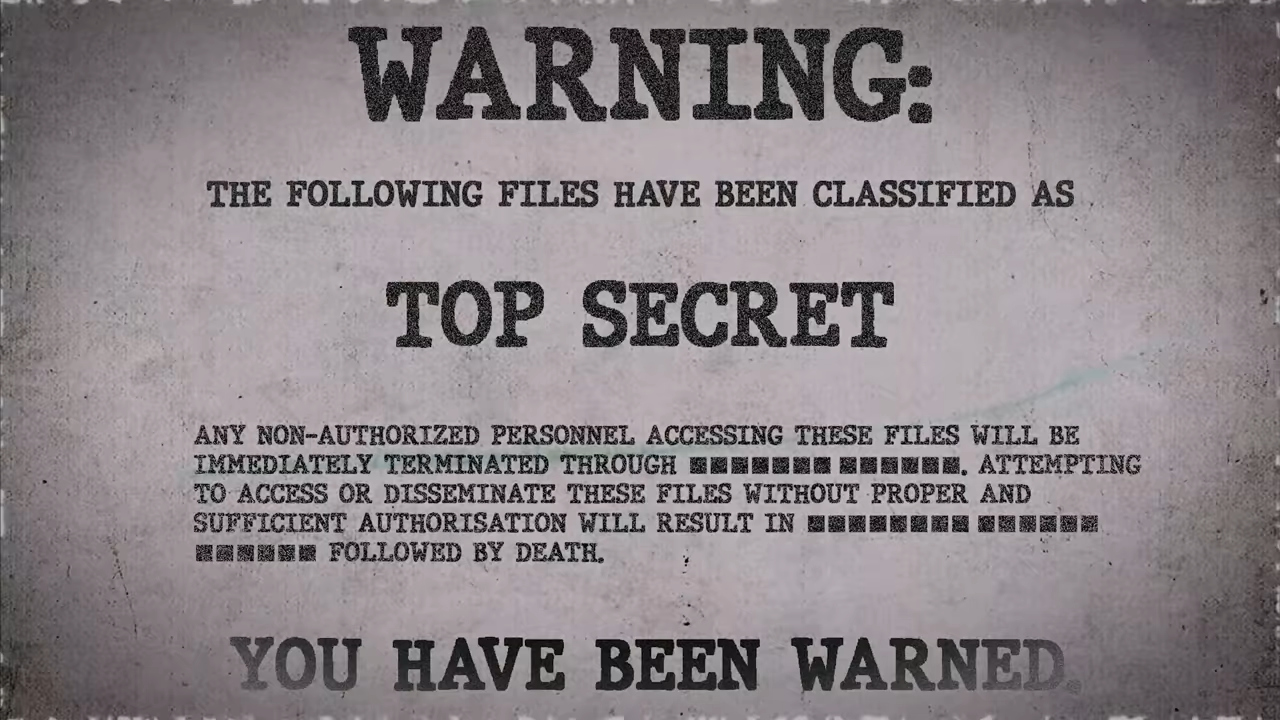 WARNING:
THE FOLLOWING FILES HAVE BEEN CLASSIFIED AS
TOP SECRET
ANY NON-AUTHORIZED PERSONNEL ACCESSING THESE FILES WILL BE
IMMEDIATELY TERMINATED THROUGH ■■■■■■■ ■■■■■■. ATTEMPTING
TO ACCESS OR DISSEMINATE THESE FILES WITHOUT PROPER AND
SUFFICIENT AUTHORISATION WILL RESULT IN ■■■■■■■■ ■■■■■■
■■■■■■ FOLLOWED BY DEATH.
YOU HAVE BEEN WARNED.